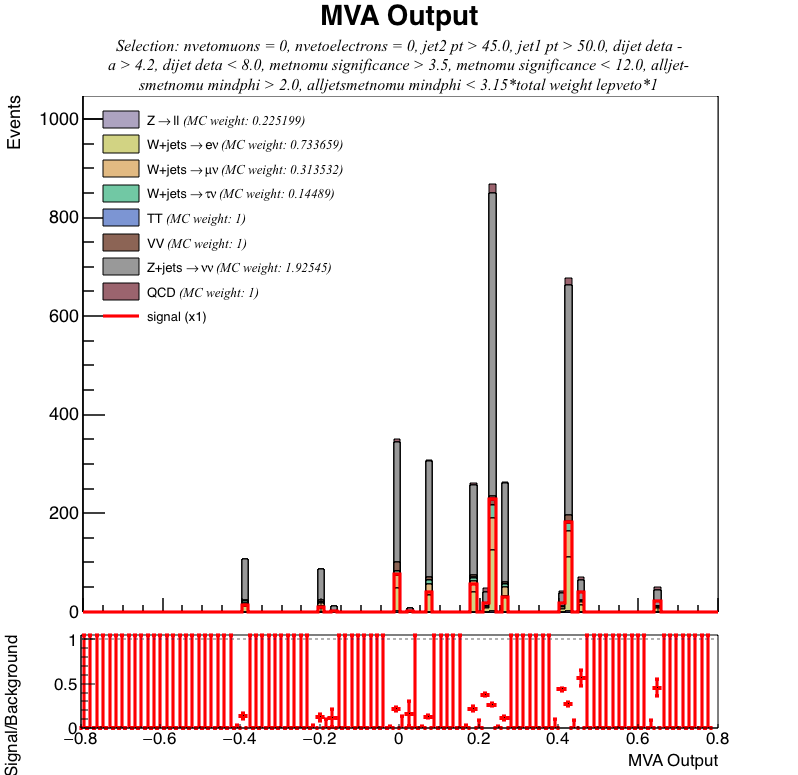 MVA Output
Selection: nvetomuons = 0, nvetoelectrons = 0, jet2 pt > 45.0, jet1 pt > 50.0, dijet deta -
a > 4.2, dijet deta < 8.0, metnomu significance > 3.5, metnomu significance < 12.0, alljet-
smetnomu mindphi > 2.0, alljetsmetnomu mindphi < 3.15*total weight lepveto*1
Events
1000
800
600
400
200
0
Z→ll (MC weight: 0.225199)
W+jets→eν (MC weight: 0.733659)
W+jets→μν (MC weight: 0.313532)
W+jets→τν (MC weight: 0.14489)
TT (MC weight: 1)
VV (MC weight: 1)
Z+jets→νν (MC weight: 1.92545)
QCD (MC weight: 1)
signal (x1)
Signal/Background
1
0.5
0
−0.8 −0.6 −0.4 −0.2 0 0.2 0.4 0.6 0.8
MVA Output